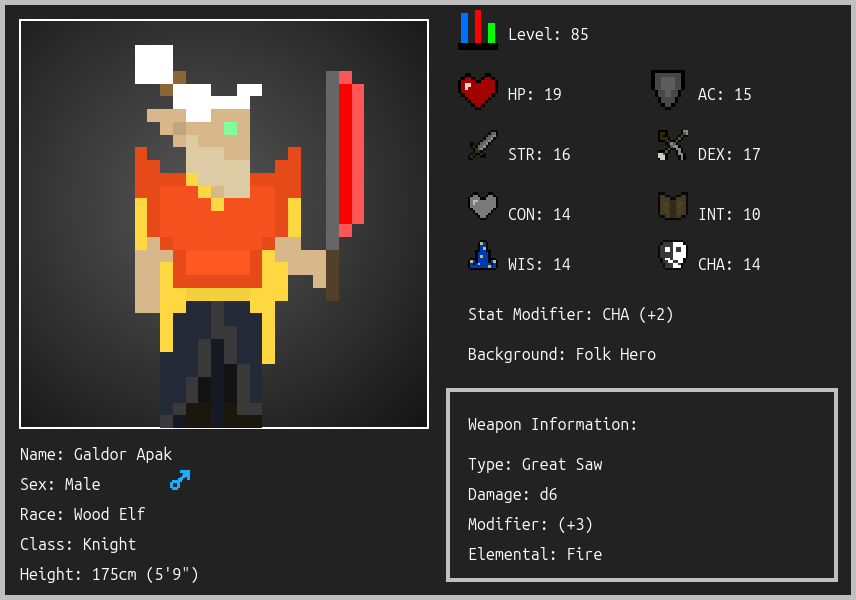 Level: 85
HP: 19
AC: 15
STR: 16
DEX: 17
CON: 14
INT: 10
WIS: 14
CHA: 14
Stat Modifier: CHA (+2)
Background: Folk Hero
Weapon Information:
Type: Great Saw
Damage: d6
Modifier: (+3)
Elemental: Fire
Name: Galdor Apak
Sex: Male
Race: Wood Elf
Class: Knight
Height: 175cm (5'9")